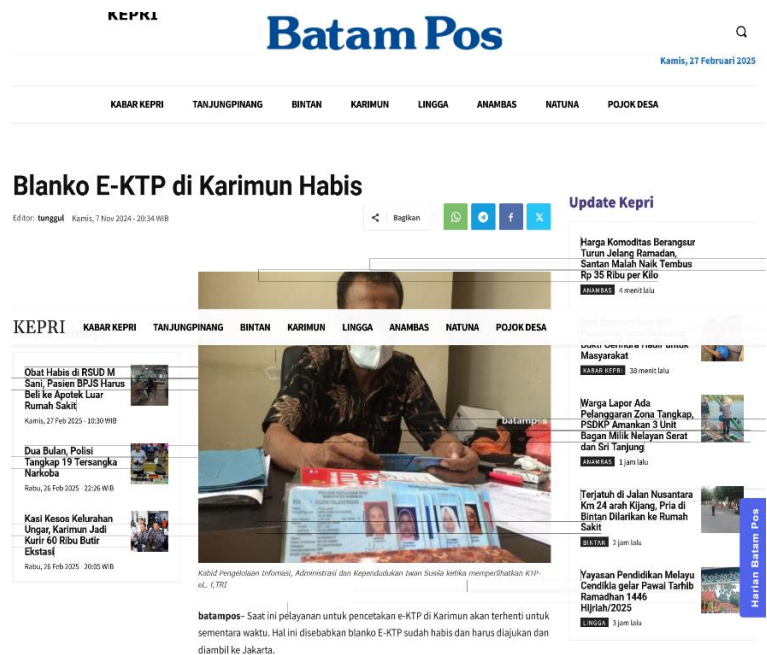 KEPRI
Batam Pos
Kamis, 27 Februari 2025
KABAR KEPRI TANJUNGPINANG BINTAN KARIMUN LINGGA ANAMBAS NATUNA POJOK DESA
Blanko E-KTP di Karimun Habis
Editor: tunggul Kamis, 7 Nov 2024 - 20:34 WIB
Bagikan
batampos
KEPRI KABAR KEPRI TANJUNGPINANG BINTAN KARIMUN LINGGA ANAMBAS NATUNA POJOK DESA
Obat Habis di RSUD M
Sani, Pasien BPJS Harus
Beli ke Apotek Luar
Rumah Sakit
Kamis, 27 Feb 2025 - 10:30 WIB
Dua Bulan, Polisi
Tangkap 19 Tersangka
Narkoba
Rabu, 26 Feb 2025 - 22:26 WIB
Kasi Kesos Kelurahan
Ungar, Karimun Jadi
Kurir 60 Ribu Butir
Ekstasi
Rabu, 26 Feb 2025 - 20:05 WIB
Kabid Pengelolaan Infomasi, Administrasi dan Kependudukan Iwan Susila ketika memperlihatkan KTP-
eL. f,TRI
batampos– Saat ini pelayanan untuk pencetakan e-KTP di Karimun akan terhenti untuk
sementara waktu. Hal ini disebabkan blanko E-KTP sudah habis dan harus diajukan dan
diambil ke Jakarta.
Update Kepri
Harga Komoditas Berangsur
Turun Jelang Ramadan,
Santan Malah Naik Tembus
Rp 35 Ribu per Kilo
ANAMBAS 4 menit lalu
Bukti Gerindra Hadir untuk
Masyarakat
KABAR KEPRI 38 menit lalu
Warga Lapor Ada
Pelanggaran Zona Tangkap,
PSDKP Amankan 3 Unit
Bagan Milik Nelayan Serat
dan Sri Tanjung
ANAMBAS 1 jam lalu
Terjatuh di Jalan Nusantara
Km 24 arah Kijang, Pria di
Bintan Dilarikan ke Rumah
Sakit
BINTAN 2 jam lalu
Yayasan Pendidikan Melayu
Cendikia gelar Pawai Tarhib
Ramadhan 1446
Hijriah/2025
LINGGA 3 jam lalu
Harian Batam Pos